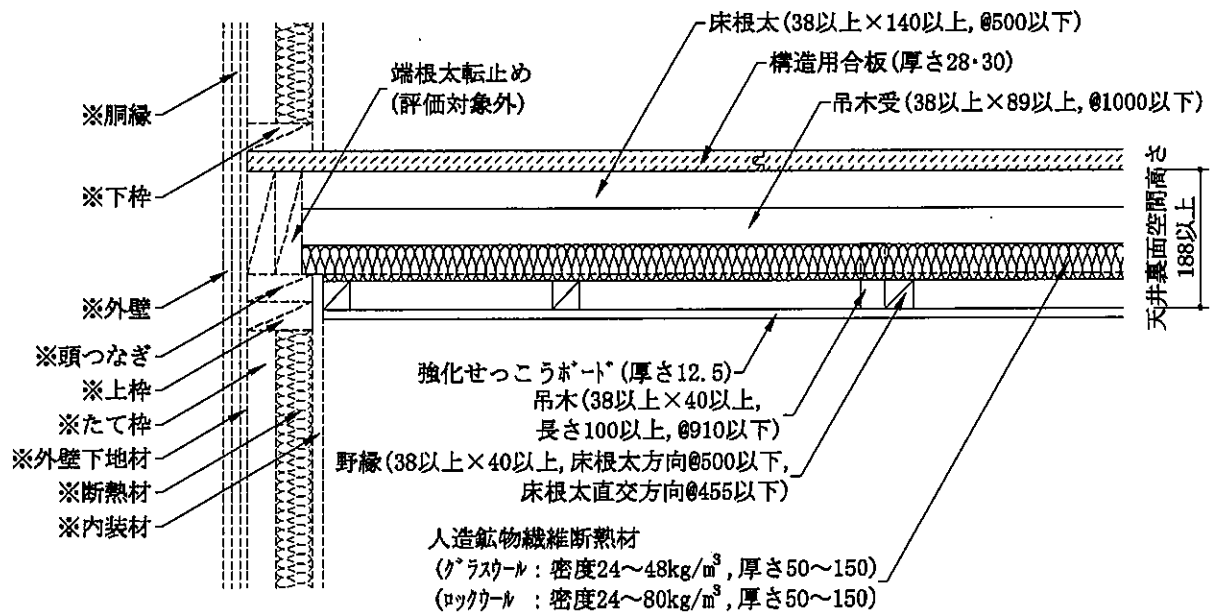 床根太(38以上×140以上, @500以下)
構造用合板(厚さ28・30)
吊木受(38以上×89以上, @1000以下)
端根太転止め
(評価対象外)
※胴縁
※下枠
※外壁
※頭つなぎ
※上枠
※たて枠
※外壁下地材
※断熱材
※内装材
天井裏面空間高さ
188以上
強化せっこうボード(厚さ12.5)
吊木(38以上×40以上,
長さ100以上, @910以下)
野縁(38以上×40以上, 床根太方向@500以下,
床根太直交方向@455以下)
人造鉱物繊維断熱材
(グラスウール : 密度24~48kg/m³, 厚さ50~150)
(ロックウール : 密度24~80kg/m³, 厚さ50~150)